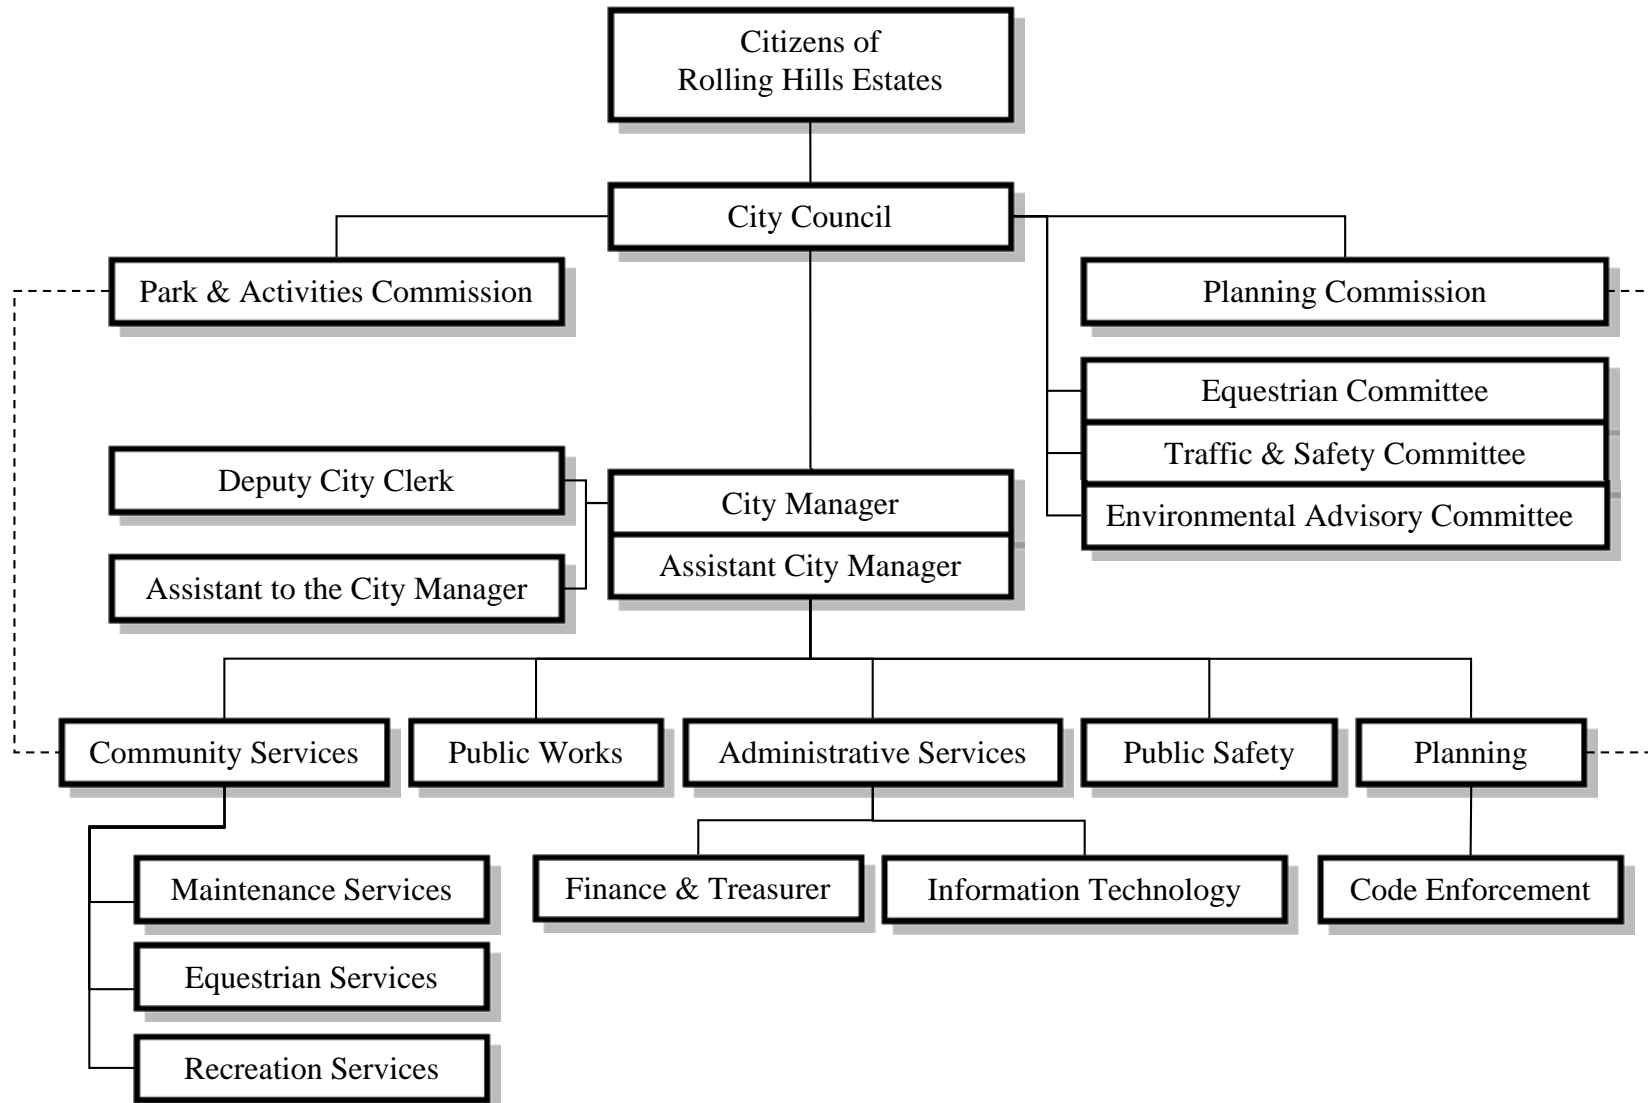 Citizens of
Rolling Hills Estates
City Council
Park & Activities Commission
Planning Commission
Equestrian Committee
Traffic & Safety Committee
Environmental Advisory Committee
Deputy City Clerk
City Manager
Assistant City Manager
Assistant to the City Manager
Community Services
Public Works
Administrative Services
Public Safety
Planning
Maintenance Services
Finance & Treasurer
Information Technology
Code Enforcement
Equestrian Services
Recreation Services